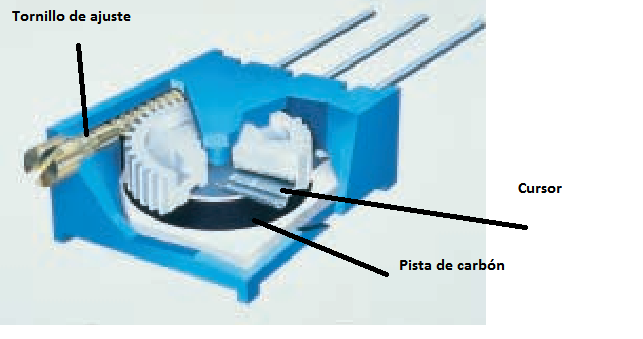 Tornillo de ajuste
Cursor
Pista de carbón